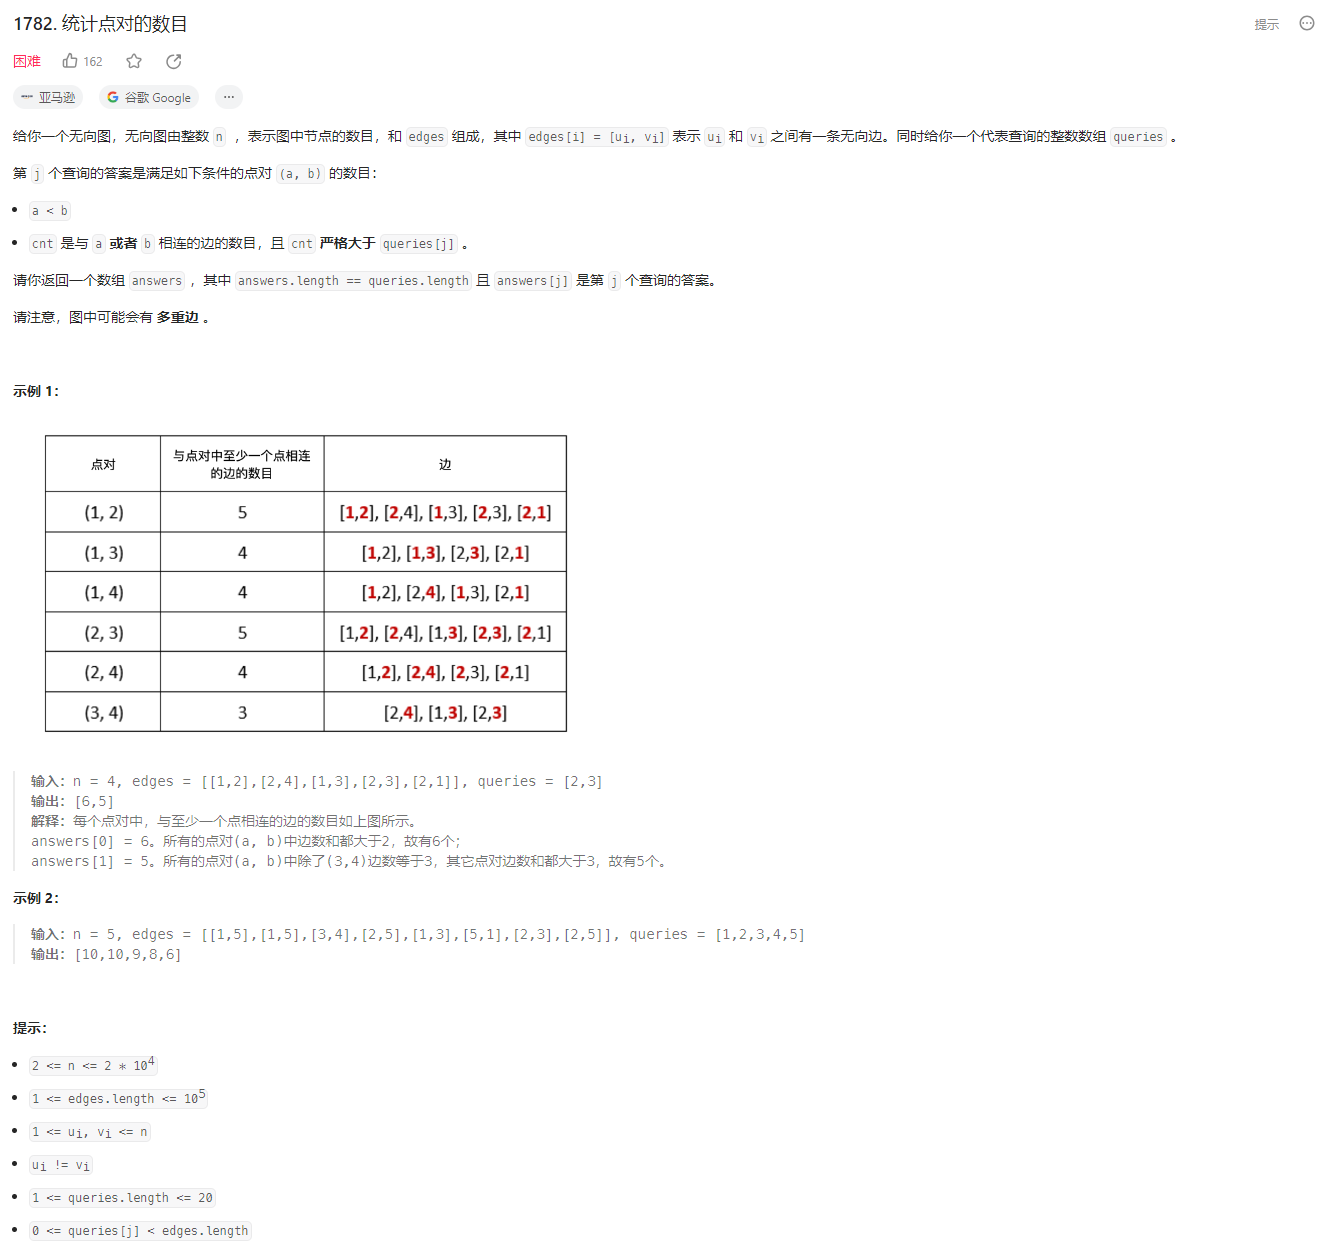 1782. 统计点对的数目
提示
困难
162
亚马逊
谷歌 Google
给你一个无向图，无向图由整数 n ，表示图中节点的数目，和 edges 组成，其中 edges[i] = [ui, vi] 表示 ui 和 vi 之间有一条无向边。同时给你一个代表查询的整数数组 queries 。
第 j 个查询的答案是满足如下条件的点对 (a, b) 的数目：
• a < b
• cnt 是与 a 或者 b 相连的边的数目，且 cnt 严格大于 queries[j] 。
请你返回一个数组 answers ，其中 answers.length == queries.length 且 answers[j] 是第 j 个查询的答案。
请注意，图中可能会有 多重边 。
示例 1：
点对 与点对中至少一个点相连的边的数目 边
(1, 2) 5 [1,2], [2,4], [1,3], [2,3], [2,1]
(1, 3) 4 [1,2], [1,3], [2,3], [2,1]
(1, 4) 4 [1,2], [2,4], [1,3], [2,1]
(2, 3) 5 [1,2], [2,4], [1,3], [2,3], [2,1]
(2, 4) 4 [1,2], [2,4], [2,3], [2,1]
(3, 4) 3 [2,4], [1,3], [2,3]
输入：n = 4, edges = [[1,2],[2,4],[1,3],[2,3],[2,1]], queries = [2,3]
输出：[6,5]
解释：每个点对中，与至少一个点相连的边的数目如上图所示。
answers[0] = 6。所有的点对(a, b)中边数和都大于2，故有6个；
answers[1] = 5。所有的点对(a, b)中除了(3,4)边数等于3，其它点对边数和都大于3，故有5个。
示例 2：
输入：n = 5, edges = [[1,5],[1,5],[3,4],[2,5],[1,3],[5,1],[2,3],[2,5]], queries = [1,2,3,4,5]
输出：[10,10,9,8,6]
提示：
• 2 <= n <= 2 * 10^4
• 1 <= edges.length <= 10^5
• 1 <= ui, vi <= n
• ui != vi
• 1 <= queries.length <= 20
• 0 <= queries[j] < edges.length